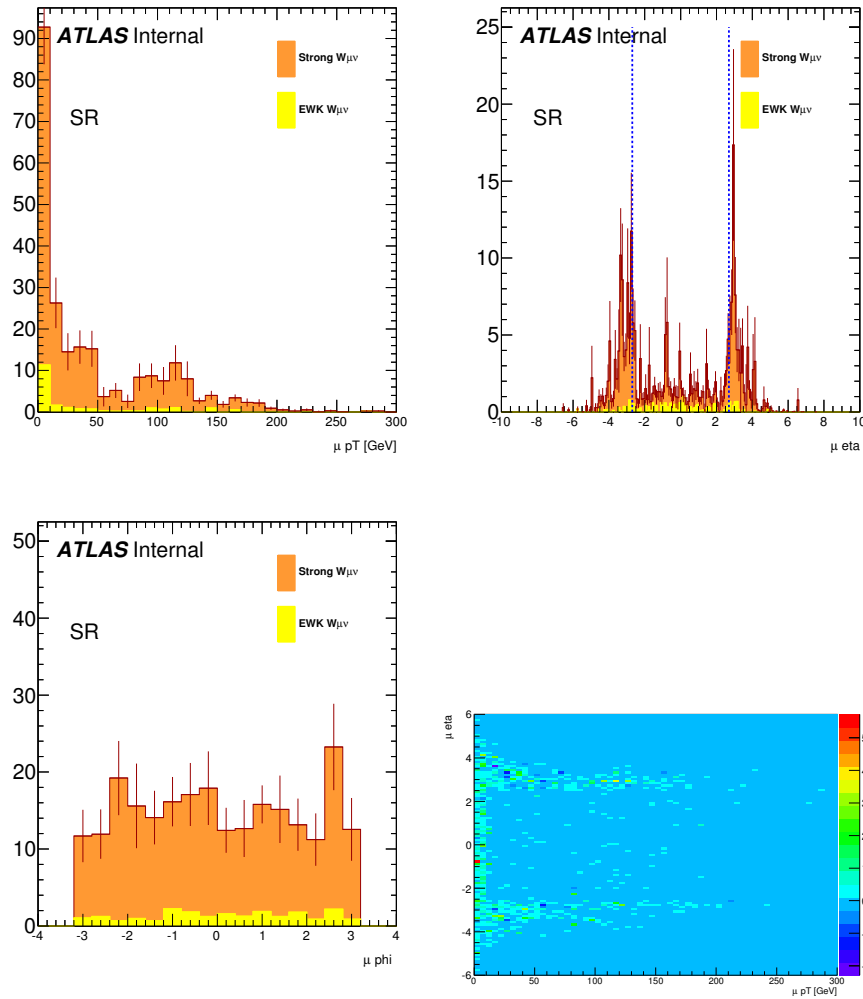 ATLAS Internal
Strong Wμν
EWK Wμν
SR
90
80
70
60
50
40
30
20
10
0
0 50 100 150 200 250 300
μ pT [GeV]
ATLAS Internal
Strong Wμν
EWK Wμν
SR
25
20
15
10
5
0
-10 -8 -6 -4 -2 0 2 4 6 8 10
μ eta
ATLAS Internal
Strong Wμν
EWK Wμν
SR
50
40
30
20
10
0
-4 -3 -2 -1 0 1 2 3 4
μ phi
μ eta
6
4
2
0
-2
-4
-6
0 50 100 150 200 250 300
μ pT [GeV]